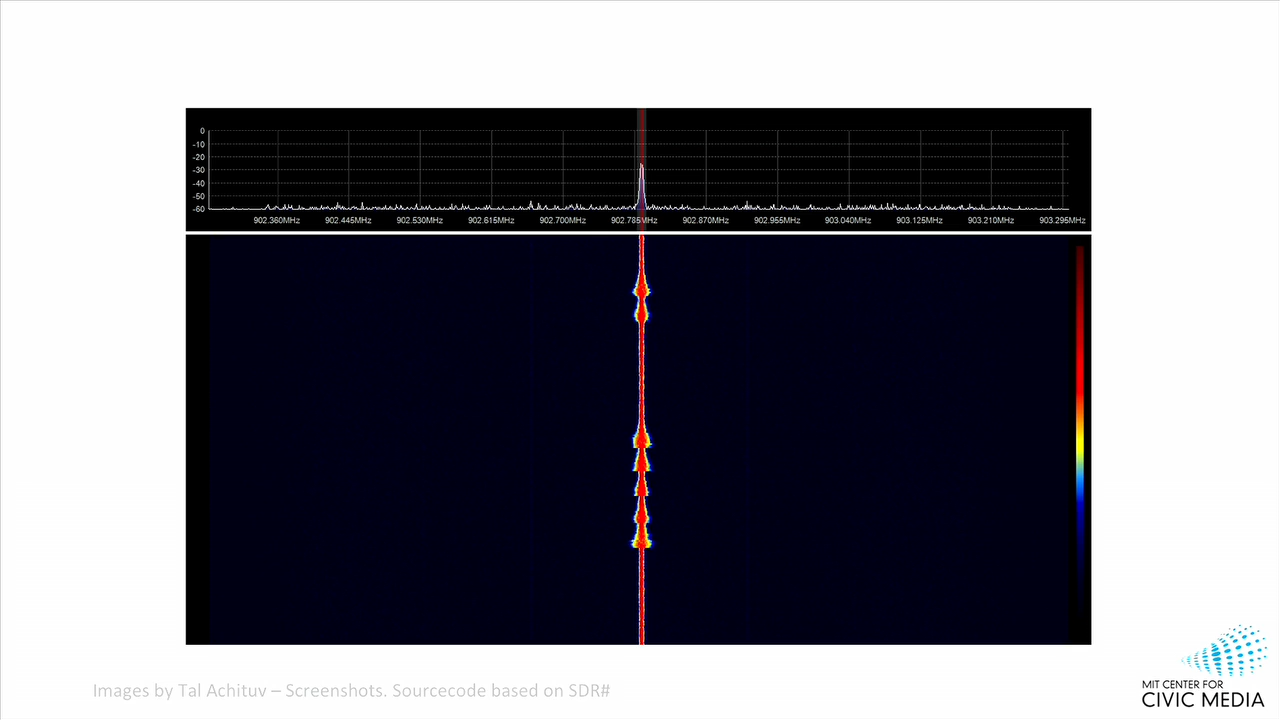 0
-10
-20
-30
-40
-50
-60
902.360MHz 902.445MHz 902.530MHz 902.615MHz 902.700MHz 902.785MHz 902.870MHz 902.955MHz 903.040MHz 903.125MHz 903.210MHz 903.295MHz
Images by Tal Achituv – Screenshots. Sourcecode based on SDR#
MIT CENTER FOR
CIVIC MEDIA